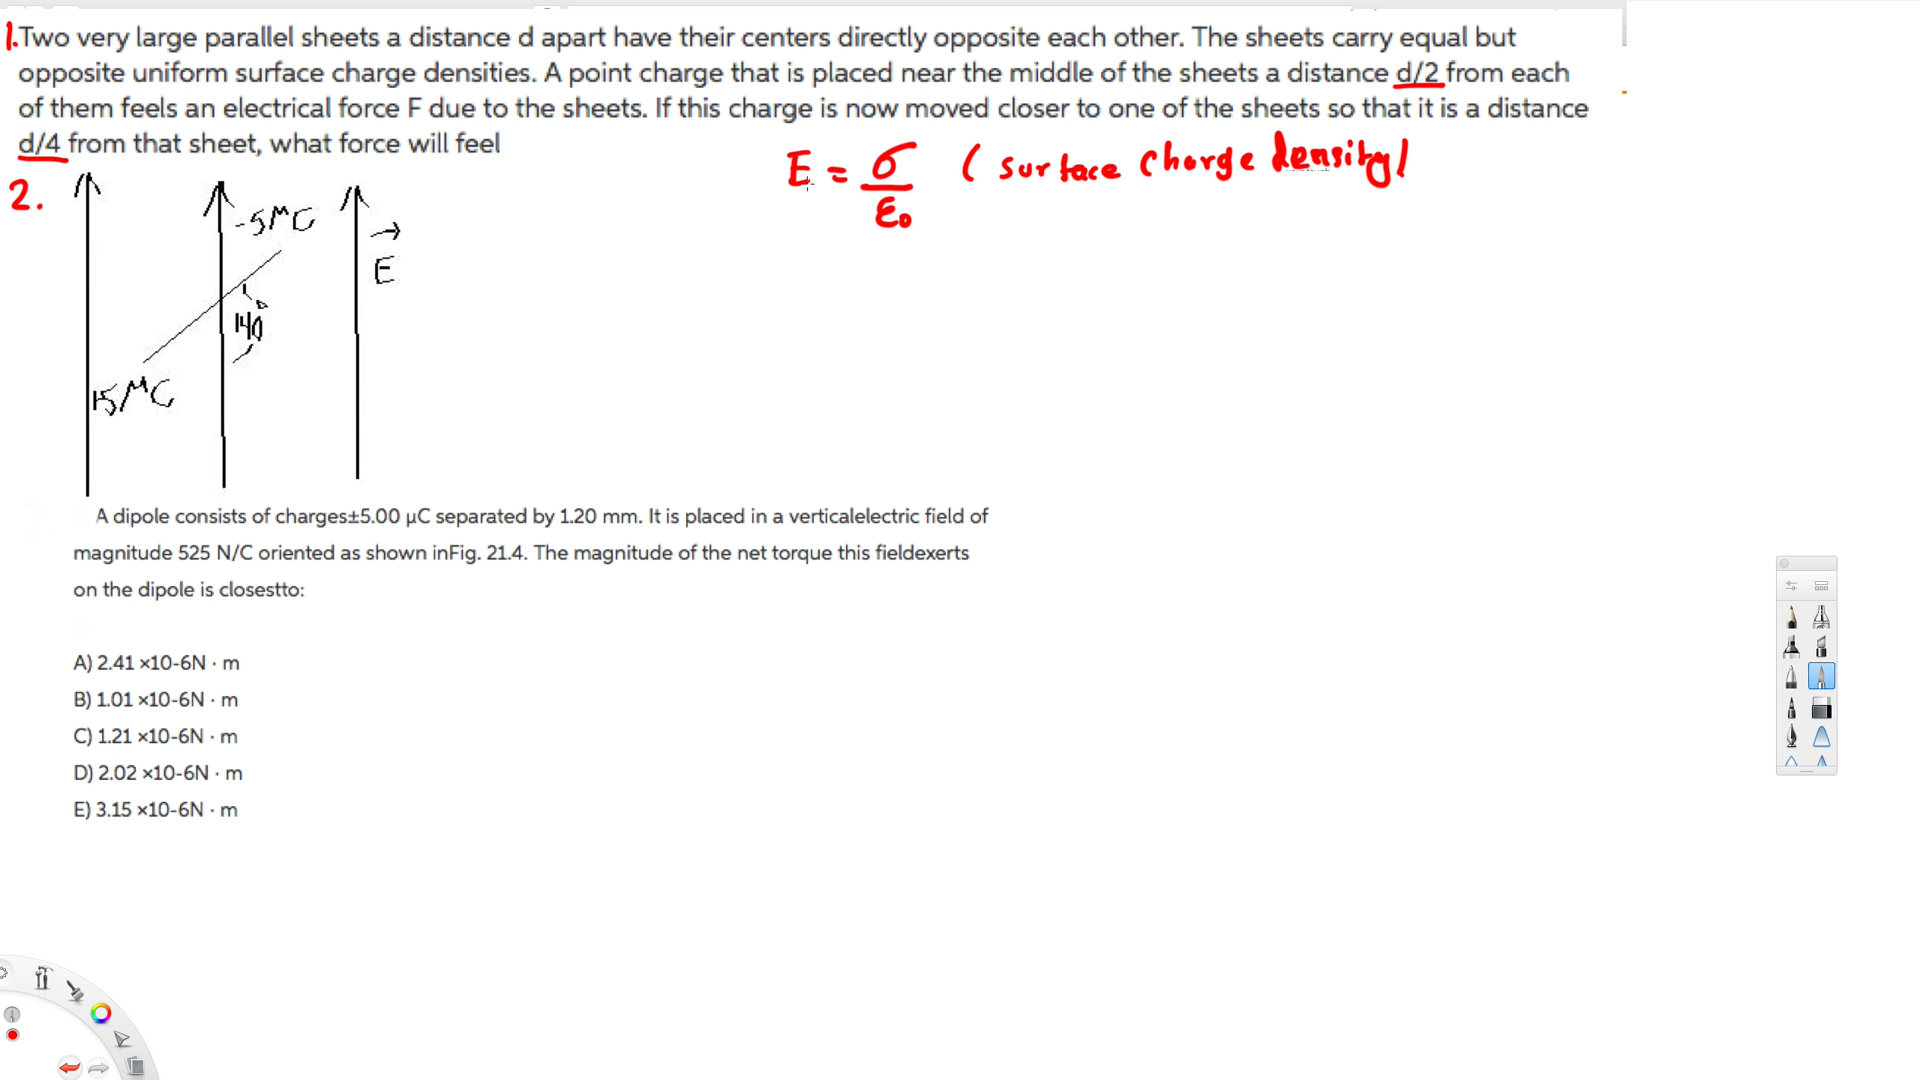 1. Two very large parallel sheets a distance d apart have their centers directly opposite each other. The sheets carry equal but
opposite uniform surface charge densities. A point charge that is placed near the middle of the sheets a distance d/2 from each
of them feels an electrical force F due to the sheets. If this charge is now moved closer to one of the sheets so that it is a distance
d/4 from that sheet, what force will feel
E = σ/ε₀ ( surface charge density)
2.
-5μC
E
140
15μC
A dipole consists of charges±5.00 μC separated by 1.20 mm. It is placed in a verticalelectric field of
magnitude 525 N/C oriented as shown inFig. 21.4. The magnitude of the net torque this fieldexerts
on the dipole is closestto:
A) 2.41 ×10-6N · m
B) 1.01 ×10-6N · m
C) 1.21 ×10-6N · m
D) 2.02 ×10-6N · m
E) 3.15 ×10-6N · m